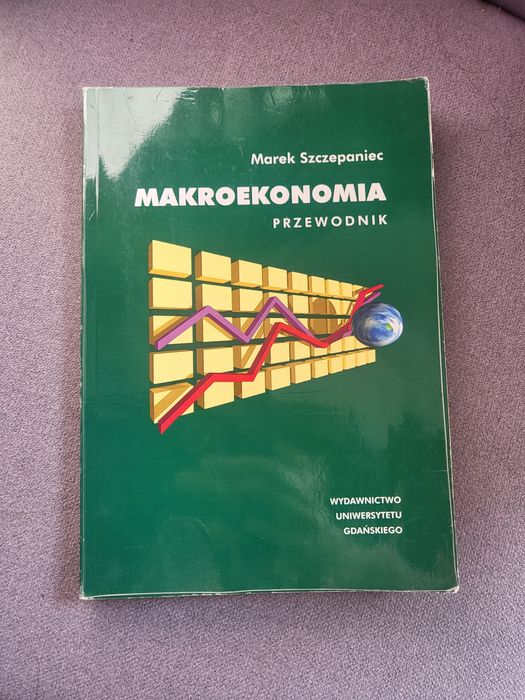 Marek Szczepaniec
MAKROEKONOMIA
PRZEWODNIK
WYDAWNICTWO
UNIWERSYTETU
GDAŃSKIEGO